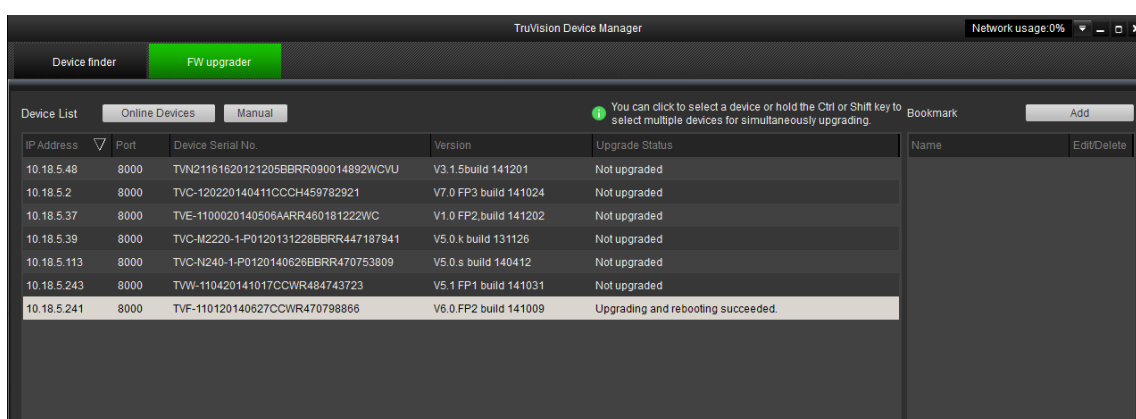 TruVision Device Manager
Network usage:0%
Device finder
FW upgrader
Device List
Online Devices
Manual
You can click to select a device or hold the Ctrl or Shift key to
select multiple devices for simultaneously upgrading.
Bookmark
Add
IP Address Port Device Serial No. Version Upgrade Status
Name Edit/Delete
10.18.5.48 8000 TVN21161620121205BBRR090014892WCVU V3.1.5build 141201 Not upgraded
10.18.5.2 8000 TVC-120220140411CCCH459782921 V7.0 FP3 build 141024 Not upgraded
10.18.5.37 8000 TVE-1100020140506AARR460181222WC V1.0 FP2,build 141202 Not upgraded
10.18.5.39 8000 TVC-M2220-1-P0120131228BBRR447187941 V5.0.k build 131126 Not upgraded
10.18.5.113 8000 TVC-N240-1-P0120140626BBRR470753809 V5.0.s build 140412 Not upgraded
10.18.5.243 8000 TVW-110420141017CCWR484743723 V5.1 FP1 build 141031 Not upgraded
10.18.5.241 8000 TVF-110120140627CCWR470798866 V6.0.FP2 build 141009 Upgrading and rebooting succeeded.